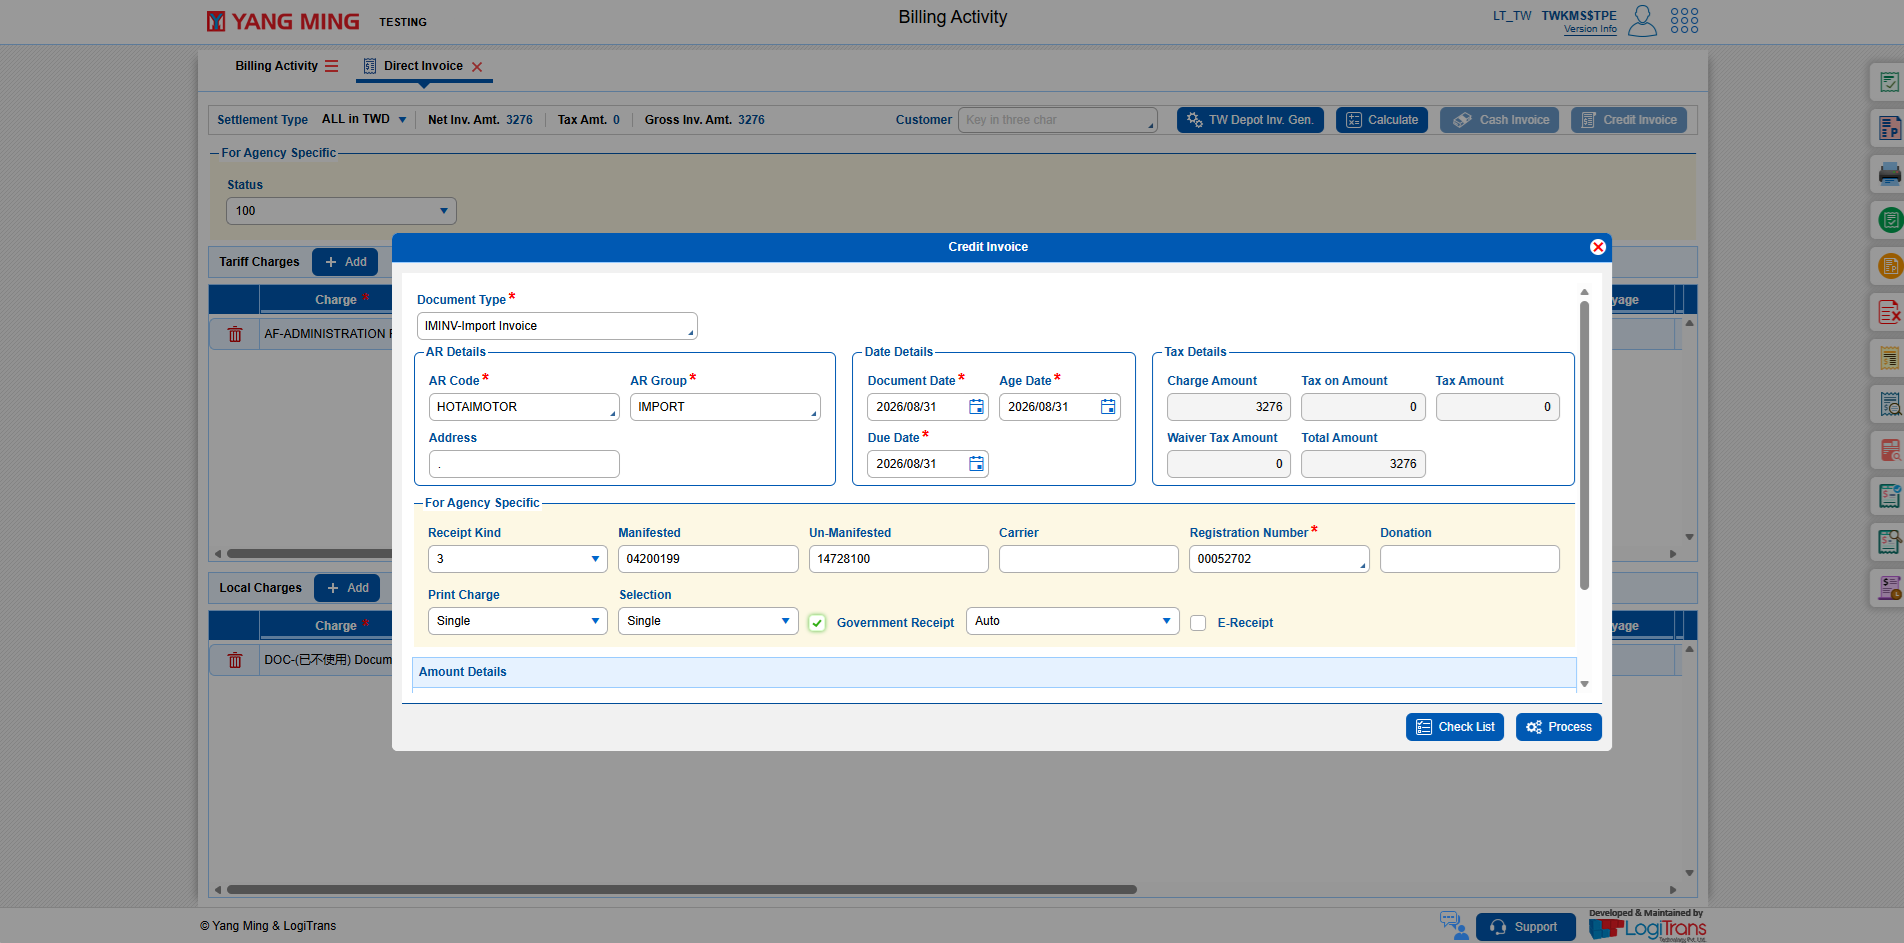 YANG MING TESTING
Billing Activity
LT_TW TWKMS$TPE
Version Info
Billing Activity Direct Invoice
Settlement Type ALL in TWD Net Inv. Amt. 3276 Tax Amt. 0 Gross Inv. Amt. 3276 Customer Key in three char TW Depot Inv. Gen. Calculate Cash Invoice Credit Invoice
For Agency Specific
Status
100
Credit Invoice
Tariff Charges + Add
Charge * yage
AF-ADMINISTRATION
Document Type *
IMINV-Import Invoice
AR Details Date Details Tax Details
AR Code * AR Group * Document Date * Age Date * Charge Amount Tax on Amount Tax Amount
HOTAIMOTOR IMPORT 2026/08/31 2026/08/31 3276 0 0
Address Due Date * Waiver Tax Amount Total Amount
. 2026/08/31 0 3276
For Agency Specific
Receipt Kind Manifested Un-Manifested Carrier Registration Number * Donation
3 04200199 14728100 00052702
Print Charge Selection
Single Single Government Receipt Auto E-Receipt
Local Charges + Add
Charge * yage
DOC-(已不使用) Docum
Amount Details
Check List Process
© Yang Ming & LogiTrans
Support
Developed & Maintained by
LogiTrans
Technology Pvt. Ltd.